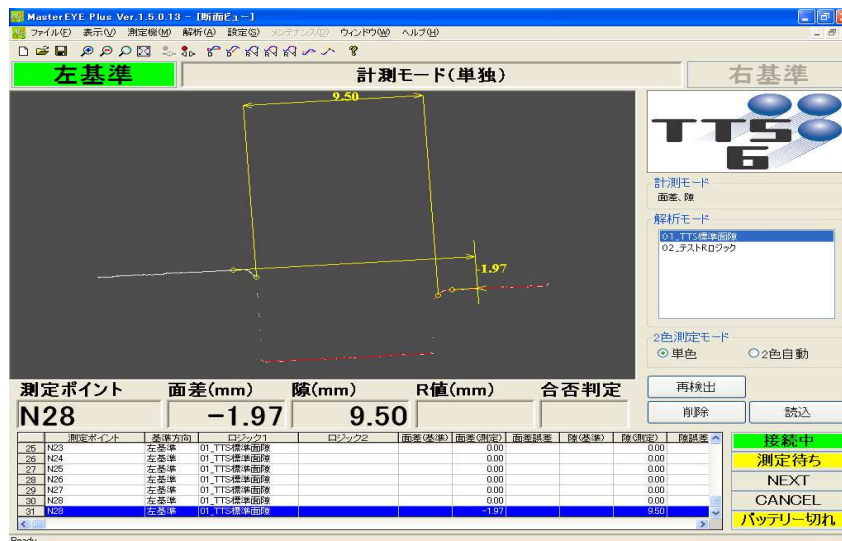 MasterEYE Plus Ver.1.5.0.13 - [断面ビュー]
ファイル(F) 表示(V) 測定機(M) 解析(A) 設定(S) メンテナンス(D) ウィンドウ(W) ヘルプ(H)
左基準
計測モード(単独)
右基準
9.50
-1.97
TTS
6
計測モード
面差、隙
解析モード
01_TTS標準面隙
02_テストRロジック
2色測定モード
単色 2色自動
再検出
削除 読込
測定ポイント 面差(mm) 隙(mm) R値(mm) 合否判定
N28 -1.97 9.50
測定ポイント 基準方向 ロジック1 ロジック2 面差(基準) 面差(測定) 面差誤差 隙(基準) 隙(測定) 隙誤差
25 N23 左基準 01_TTS標準面隙 0.00 0.00
26 N24 左基準 01_TTS標準面隙 0.00 0.00
27 N25 左基準 01_TTS標準面隙 0.00 0.00
28 N26 左基準 01_TTS標準面隙 0.00 0.00
29 N27 左基準 01_TTS標準面隙 0.00 0.00
30 N28 左基準 01_TTS標準面隙 0.00 0.00
31 N28 左基準 01_TTS標準面隙 -1.97 9.50
接続中
測定待ち
NEXT
CANCEL
バッテリー切れ
Ready